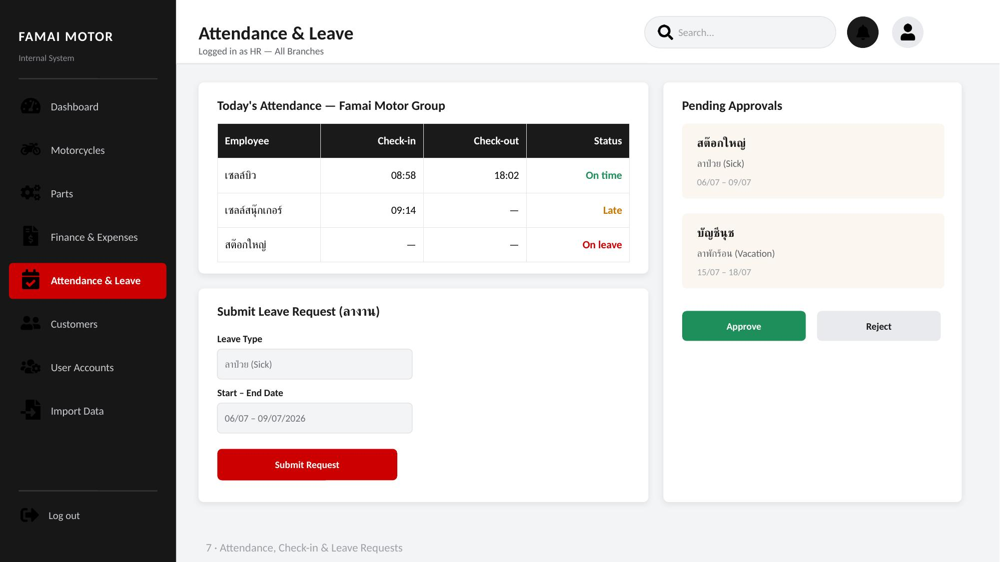 FAMAI MOTOR
Internal System
Dashboard
Motorcycles
Parts
Finance & Expenses
Attendance & Leave
Customers
User Accounts
Import Data
Log out
Attendance & Leave
Logged in as HR — All Branches
Search...
Today's Attendance — Famai Motor Group
Employee Check-in Check-out Status
เซลล์บิว 08:58 18:02 On time
เซลล์สนุ๊กเกอร์ 09:14 — Late
สต๊อกใหญ่ — — On leave
Submit Leave Request (ลางาน)
Leave Type
ลาป่วย (Sick)
Start – End Date
06/07 – 09/07/2026
Submit Request
Pending Approvals
สต๊อกใหญ่
ลาป่วย (Sick)
06/07 – 09/07
บัญชีนุช
ลาพักร้อน (Vacation)
15/07 – 18/07
Approve Reject
7 · Attendance, Check-in & Leave Requests